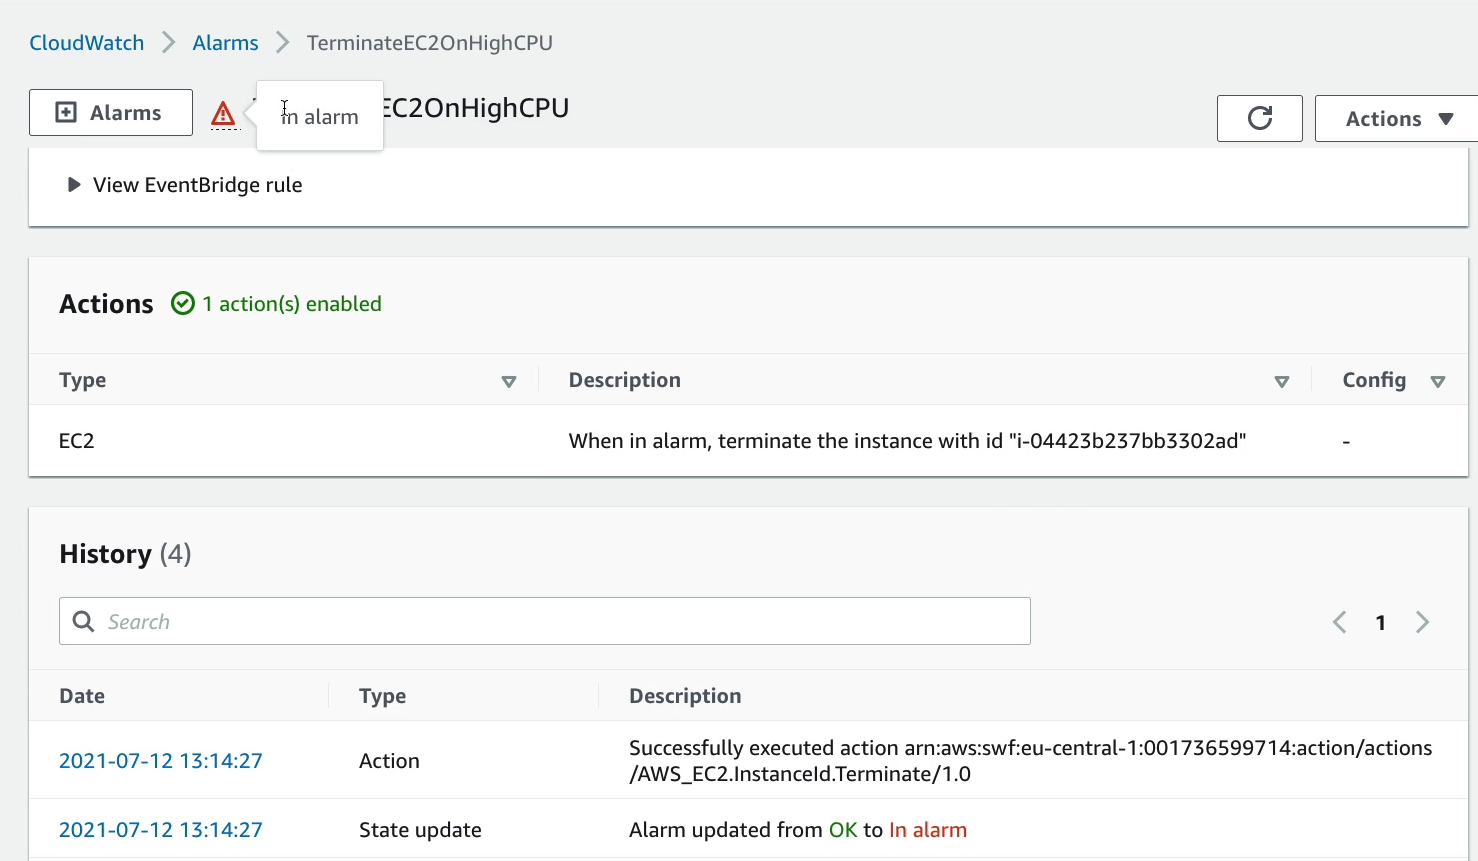 CloudWatch > Alarms > TerminateEC2OnHighCPU
Alarms
In alarm
EC2OnHighCPU
Actions
View EventBridge rule
Actions 1 action(s) enabled
Type Description Config
EC2 When in alarm, terminate the instance with id "i-04423b237bb3302ad" -
History (4)
Search
1
Date Type Description
2021-07-12 13:14:27 Action Successfully executed action arn:aws:swf:eu-central-1:001736599714:action/actions
/AWS_EC2.InstanceId.Terminate/1.0
2021-07-12 13:14:27 State update Alarm updated from OK to In alarm